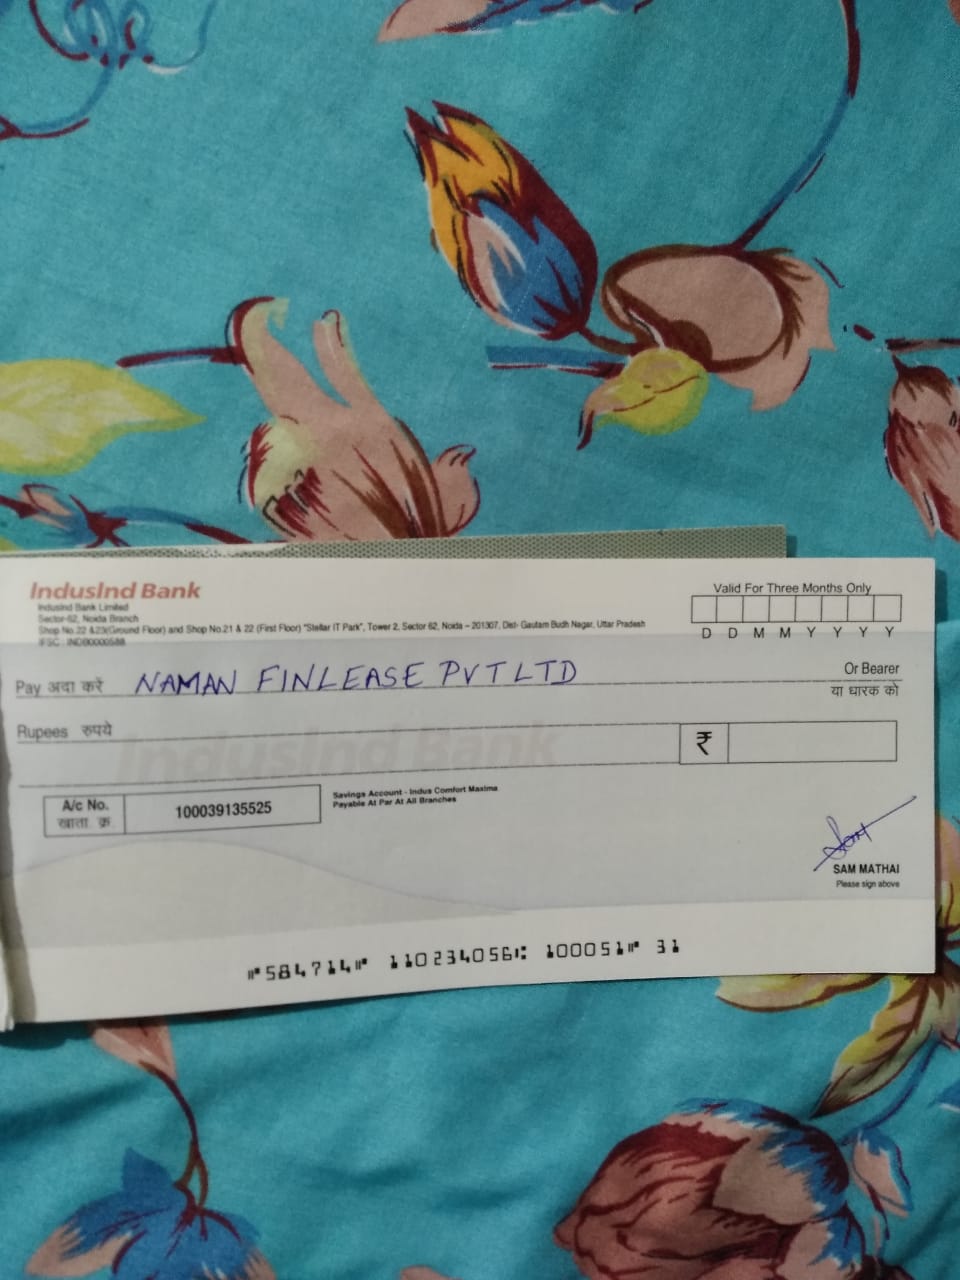 IndusInd Bank
IndusInd Bank Limited
Sector-62, Noida Branch
Shop No.22 &23(Ground Floor) and Shop No.21 & 22 (First Floor) "Stellar IT Park", Tower 2, Sector 62, Noida – 201307, Dist- Gautam Budh Nagar, Uttar Pradesh
IFSC : INDB0000588
Valid For Three Months Only
D D M M Y Y Y Y
Pay अदा करें NAMAN FINLEASE PVT LTD
Or Bearer
या धारक को
Rupees रुपये
IndusInd Bank
₹
A/c No.
खाता. क्र.
100039135525
Savings Account - Indus Comfort Maxima
Payable At Par At All Branches
SAM MATHAI
Please sign above
⑈584714⑈ 110234056⑆ 100051⑈ 31